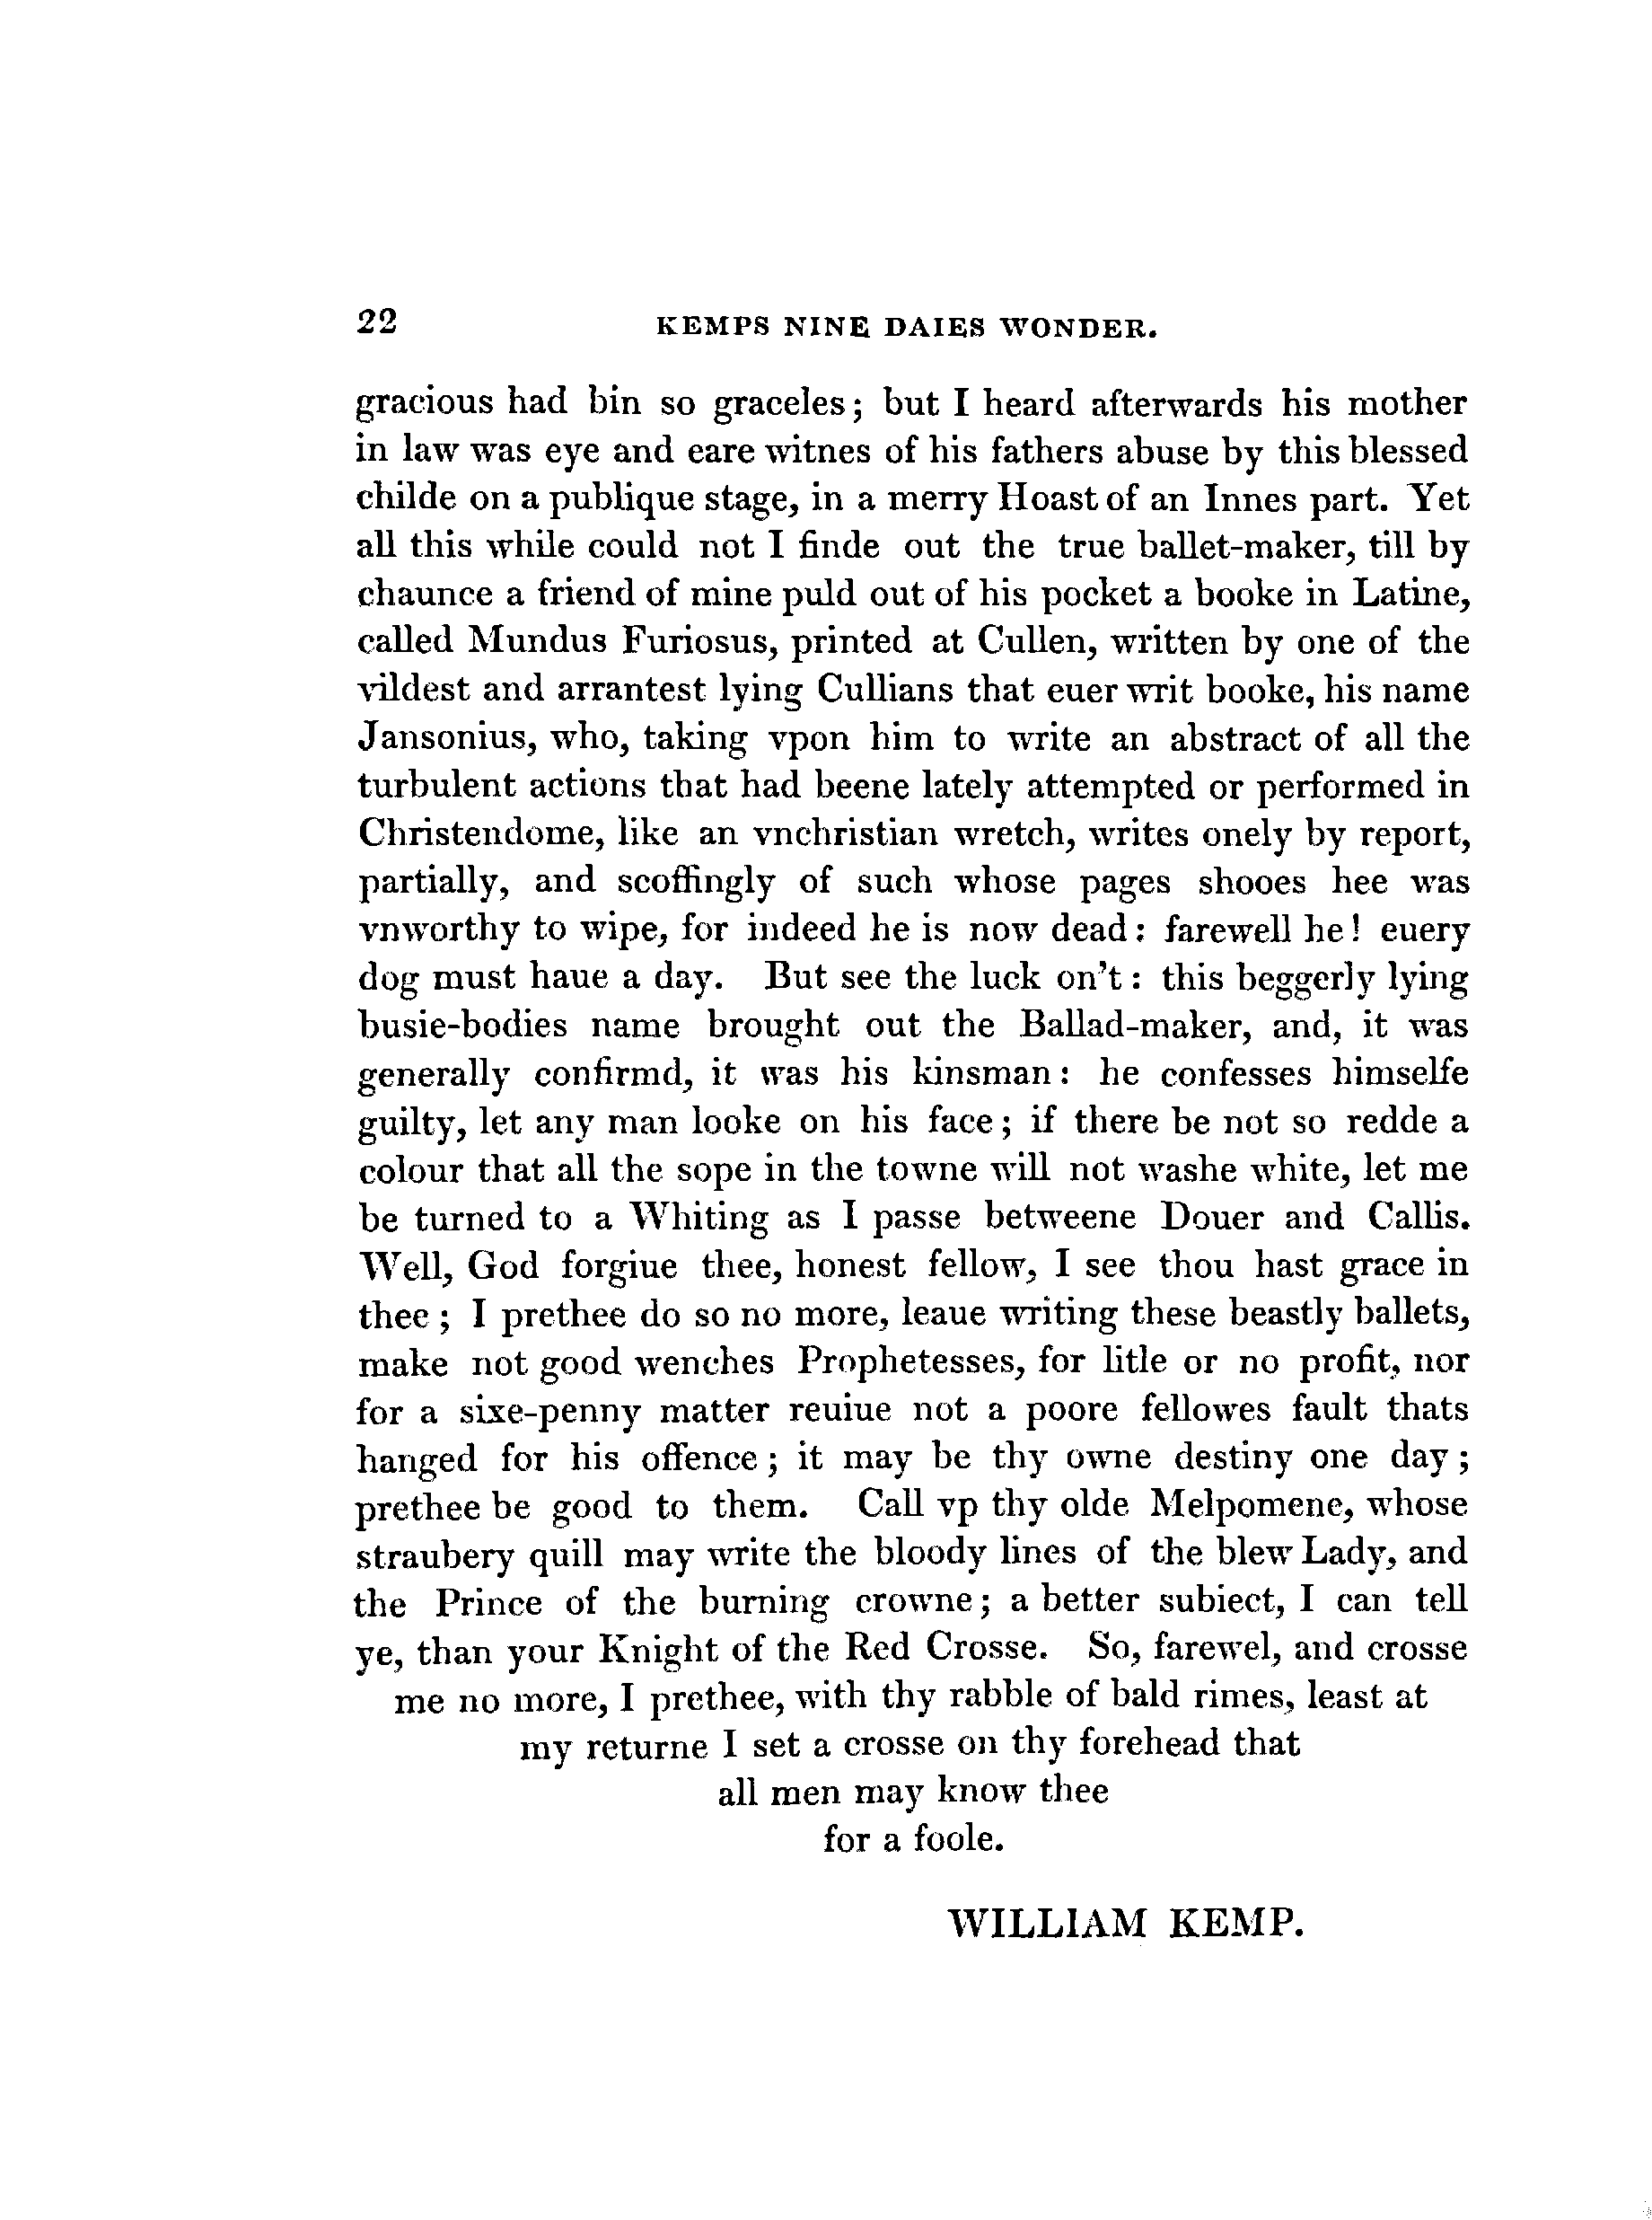 22 KEMPS NINE DAIES WONDER.
gracious had bin so graceles; but I heard afterwards his mother
in law was eye and eare witnes of his fathers abuse by this blessed
childe on a publique stage, in a merry Hoast of an Innes part. Yet
all this while could not I finde out the true ballet-maker, till by
chaunce a friend of mine puld out of his pocket a booke in Latine,
called Mundus Furiosus, printed at Cullen, written by one of the
vildest and arrantest lying Cullians that euer writ booke, his name
Jansonius, who, taking vpon him to write an abstract of all the
turbulent actions that had beene lately attempted or performed in
Christendome, like an vnchristian wretch, writes onely by report,
partially, and scoffingly of such whose pages shooes hee was
vnworthy to wipe, for indeed he is now dead: farewell he! euery
dog must haue a day. But see the luck on't: this beggerly lying
busie-bodies name brought out the Ballad-maker, and, it was
generally confirmd, it was his kinsman: he confesses himselfe
guilty, let any man looke on his face; if there be not so redde a
colour that all the sope in the towne will not washe white, let me
be turned to a Whiting as I passe betweene Douer and Callis.
Well, God forgiue thee, honest fellow, I see thou hast grace in
thee; I prethee do so no more, leaue writing these beastly ballets,
make not good wenches Prophetesses, for litle or no profit, nor
for a sixe-penny matter reuiue not a poore fellowes fault thats
hanged for his offence; it may be thy owne destiny one day;
prethee be good to them. Call vp thy olde Melpomene, whose
straubery quill may write the bloody lines of the blew Lady, and
the Prince of the burning crowne; a better subiect, I can tell
ye, than your Knight of the Red Crosse. So, farewel, and crosse
me no more, I prethee, with thy rabble of bald rimes, least at
my returne I set a crosse on thy forehead that
all men may know thee
for a foole.
WILLIAM KEMP.